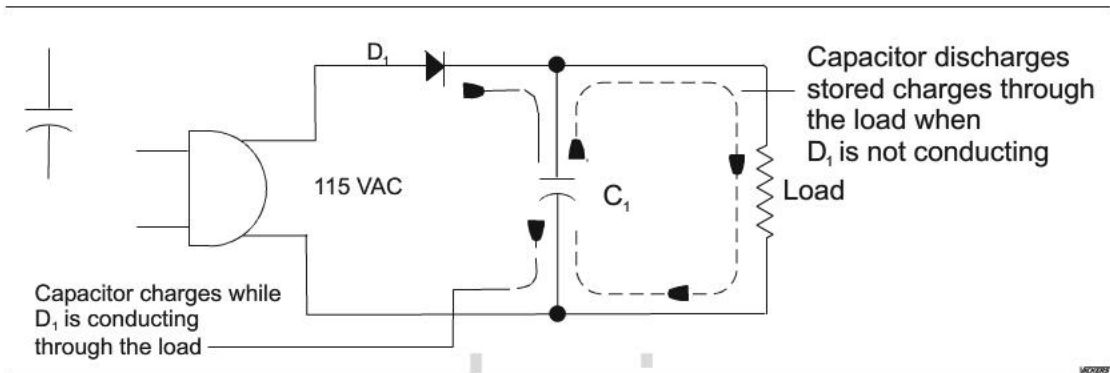 D₁
115 VAC
C₁
Load
Capacitor discharges
stored charges through
the load when
D₁ is not conducting
Capacitor charges while
D₁ is conducting
through the load